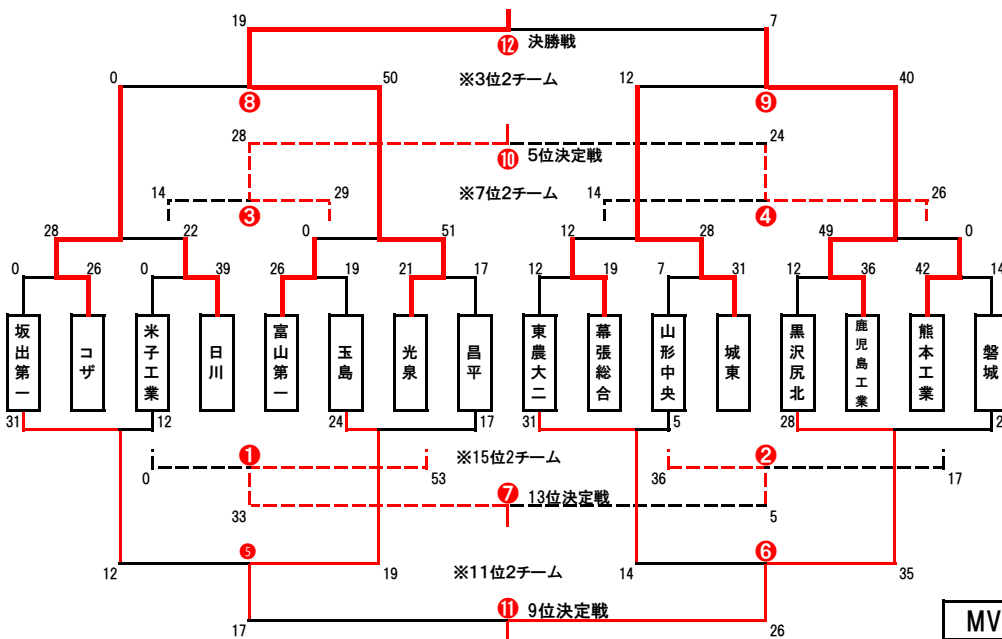 19
7
⓬ 決勝戦
0
50
12
40
※3位2チーム
❽
❾
28
24
❿ 5位決定戦
※7位2チーム
14
29
14
26
❸
❹
28
22
0
51
12
28
49
0
0
26
0
39
26
19
21
17
12
19
7
31
12
36
42
14
坂出第一
コザ
米子工業
日川
富山第一
玉島
光泉
昌平
東農大二
幕張総合
山形中央
城東
黒沢尻北
鹿児島工業
熊本工業
磐城
31
12
24
17
31
5
28
2
❶
※15位2チーム
❷
0
53
36
17
❼ 13位決定戦
33
5
❺
❻
12
19
※11位2チーム
14
35
⓫ 9位決定戦
17
26
MV